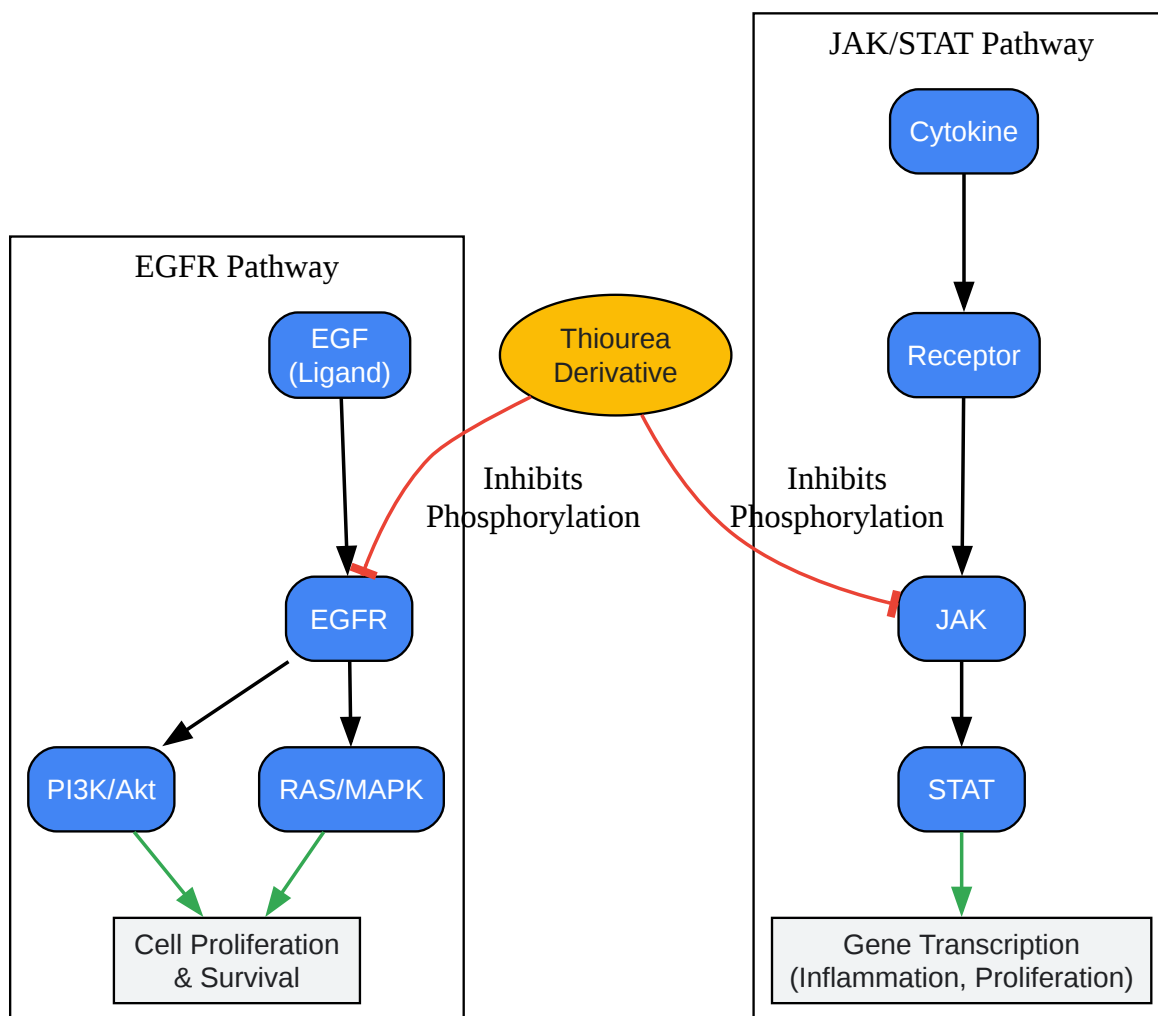 JAK/STAT Pathway
Cytokine
EGFR Pathway
EGF
(Ligand)
Thiourea
Derivative
Receptor
Inhibits
Phosphorylation
Inhibits
Phosphorylation
EGFR
JAK
PI3K/Akt
RAS/MAPK
STAT
Cell Proliferation
& Survival
Gene Transcription
(Inflammation, Proliferation)